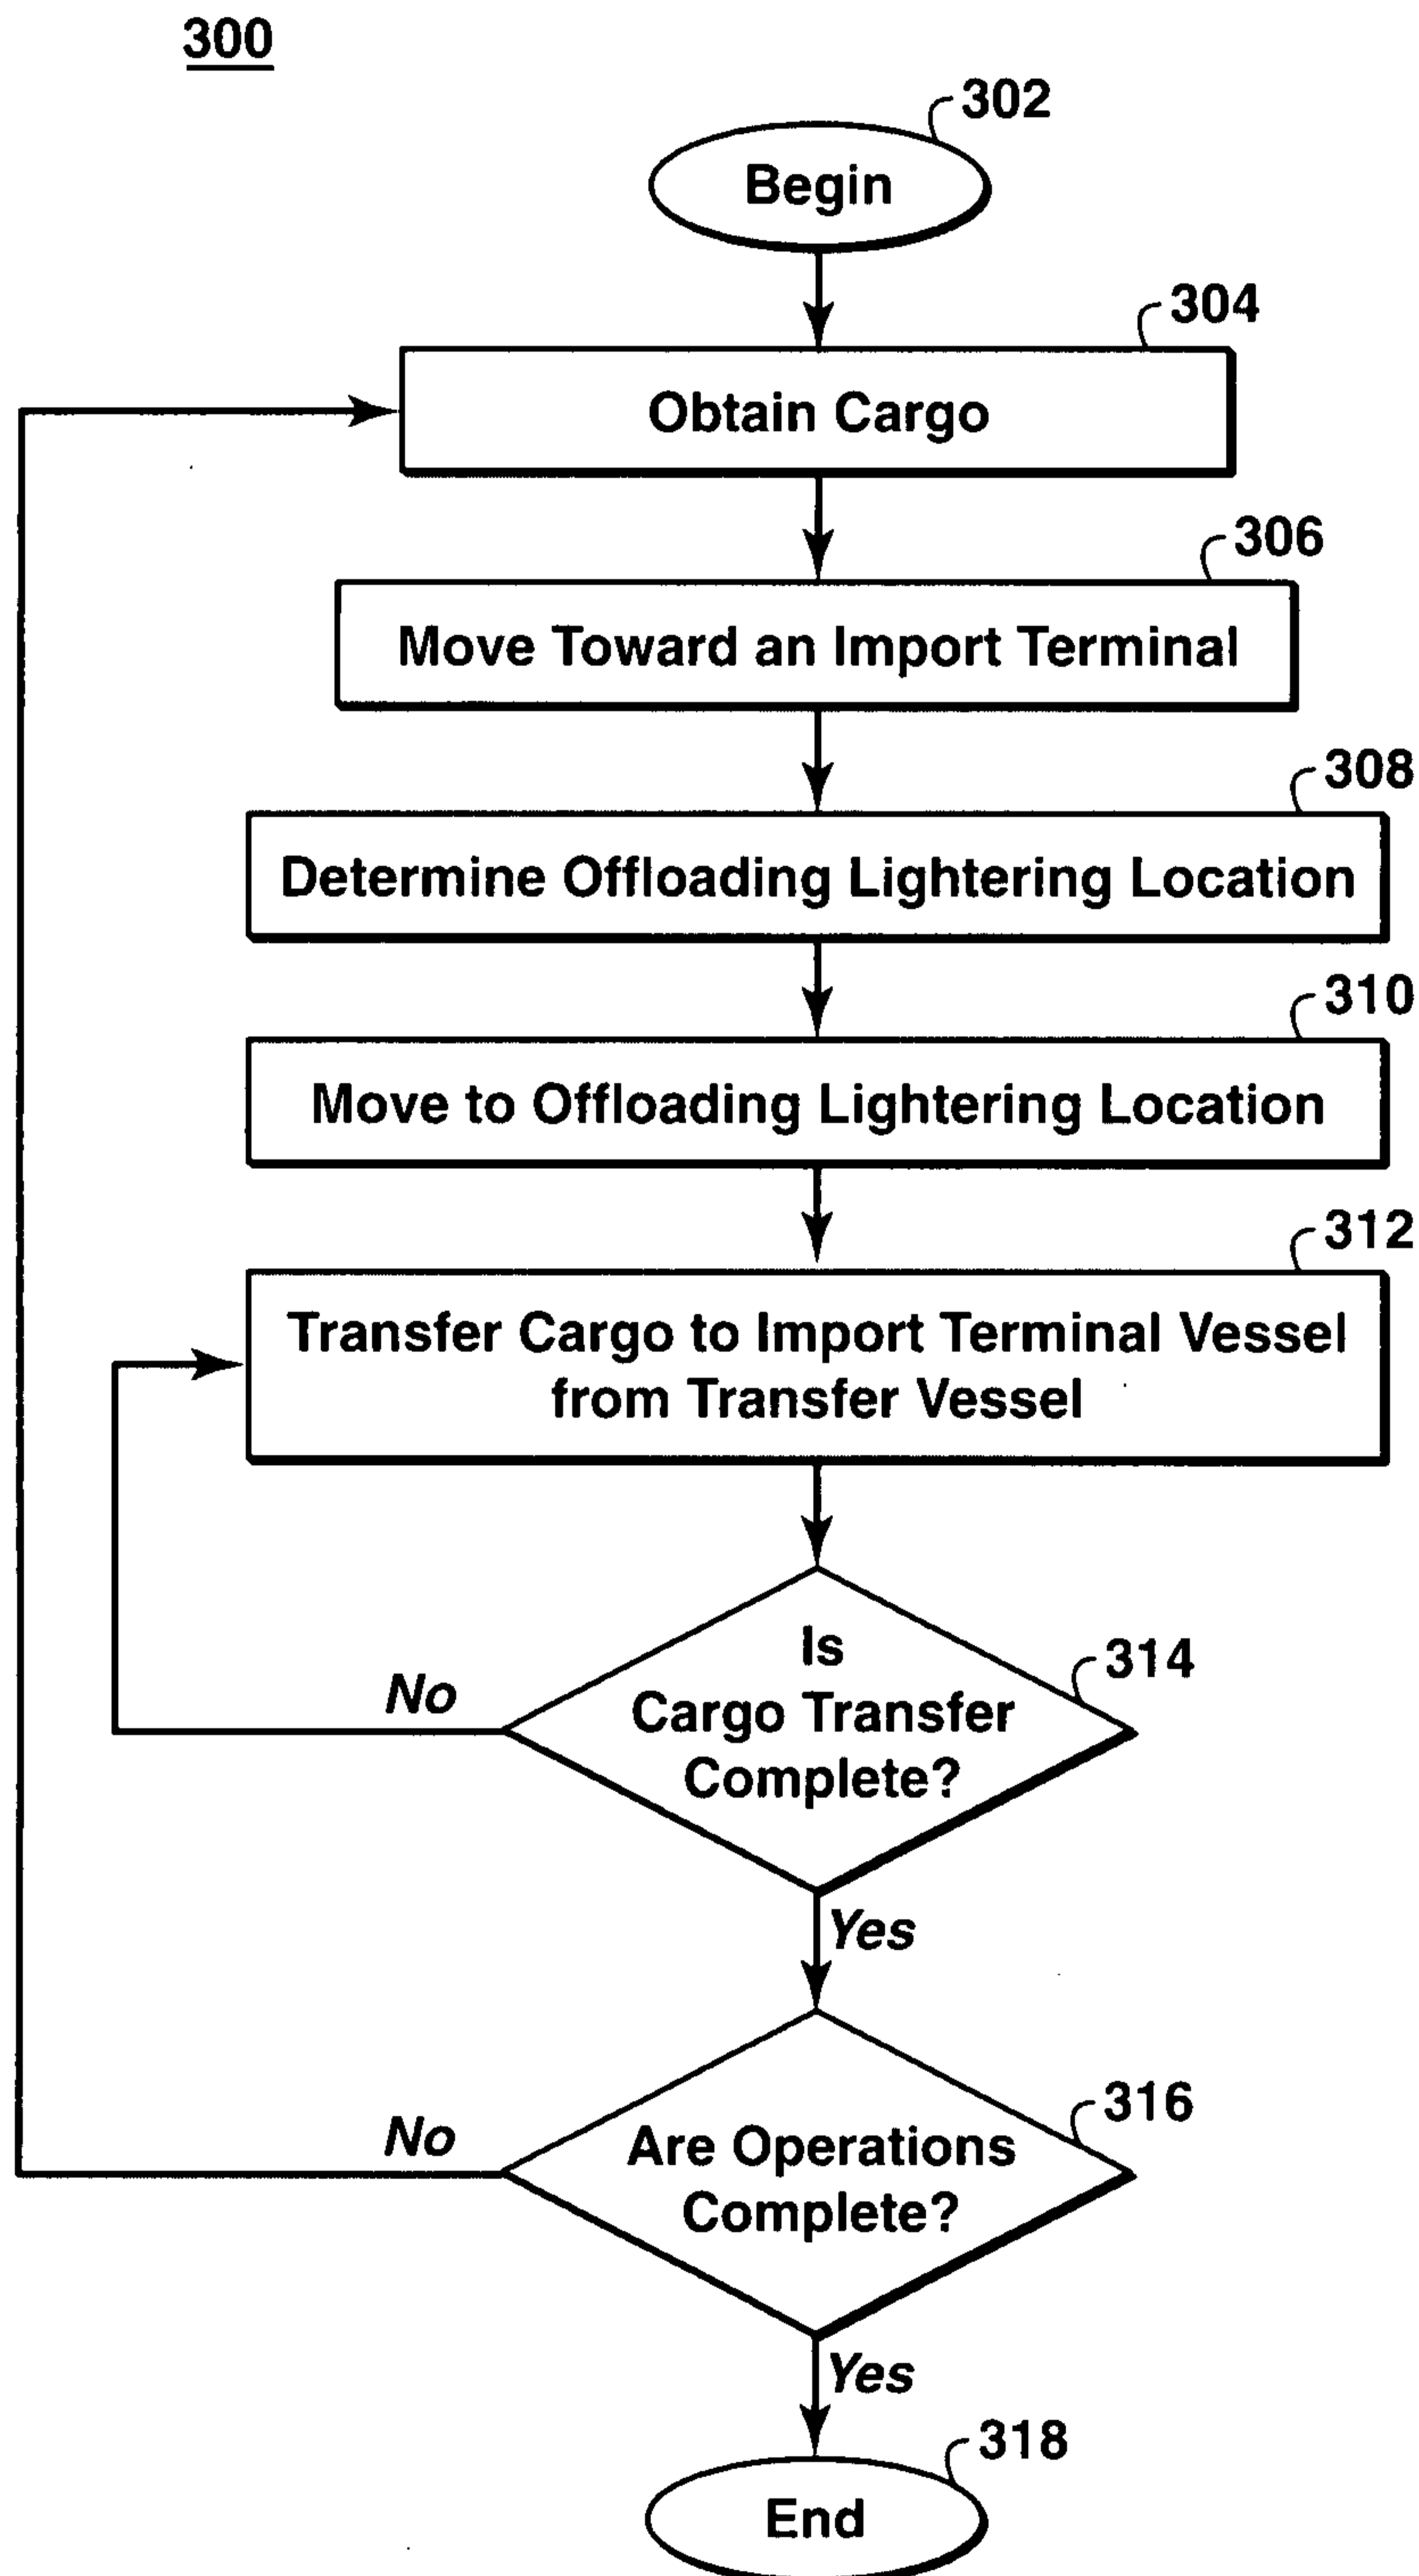 300
302
Begin
304
Obtain Cargo
306
Move Toward an Import Terminal
308
Determine Offloading Lightering Location
310
Move to Offloading Lightering Location
312
Transfer Cargo to Import Terminal Vessel
from Transfer Vessel
Is
314
Cargo Transfer
Complete?
No
Yes
316
Are Operations
Complete?
No
Yes
318
End